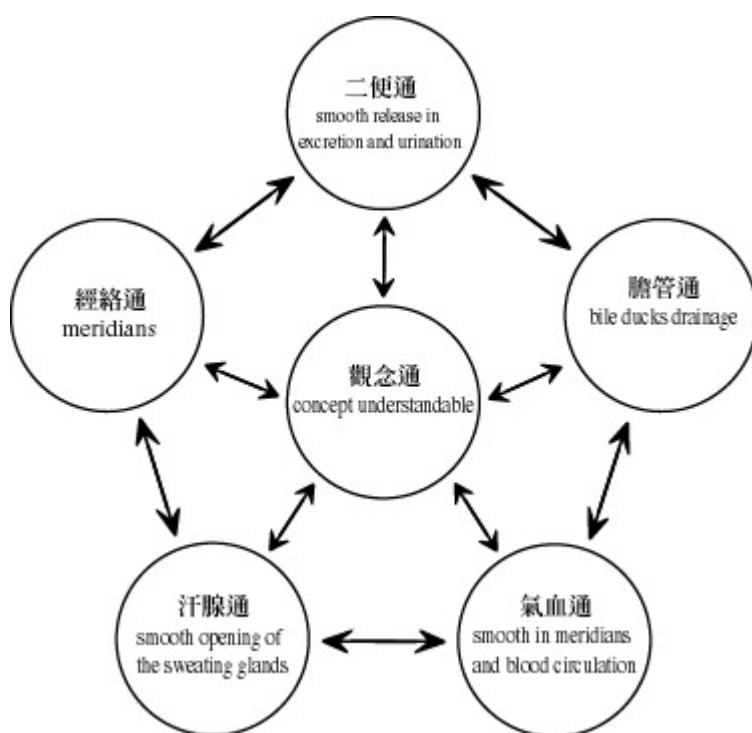 二便通
smooth release in
excretion and urination
經絡通
meridians
膽管通
bile ducks drainage
觀念通
concept understandable
汗腺通
smooth opening of
the sweating glands
氣血通
smooth in meridians
and blood circulation